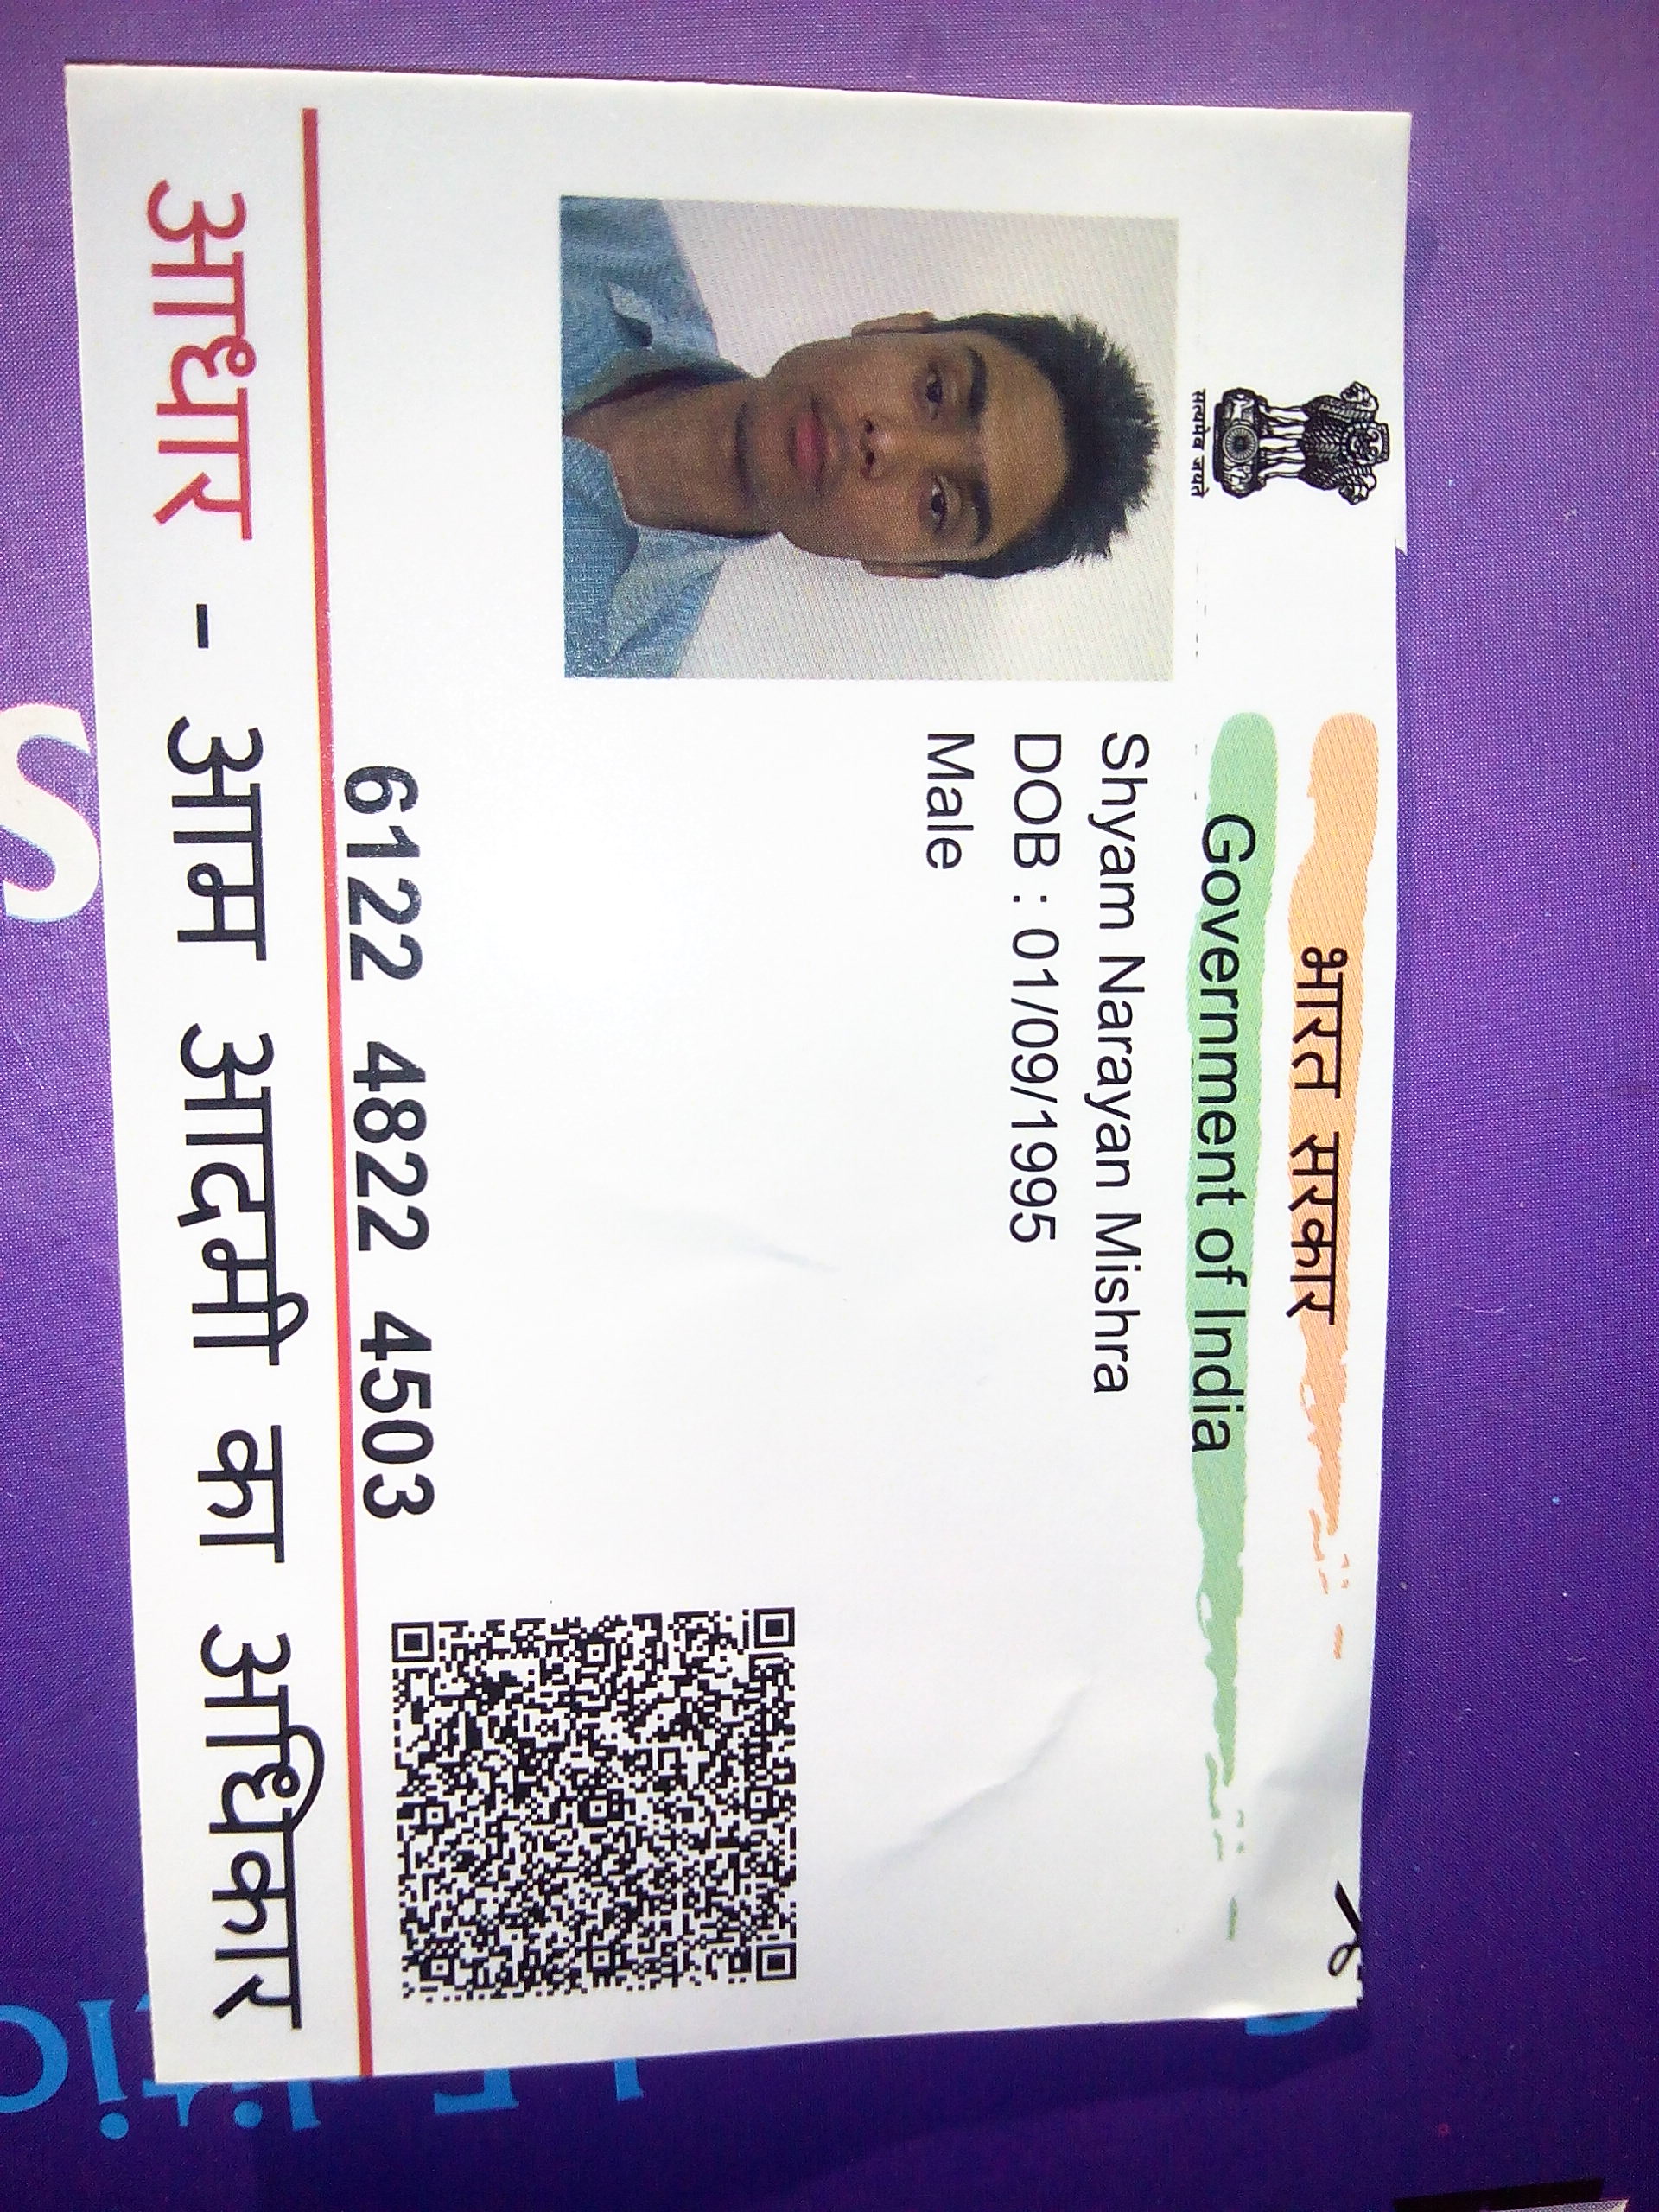 भारत सरकार
Government of India
सत्यमेव जयते
Shyam Narayan Mishra
DOB : 01/09/1995
Male
6122 4822 4503
आधार - आम आदमी का अधिकार